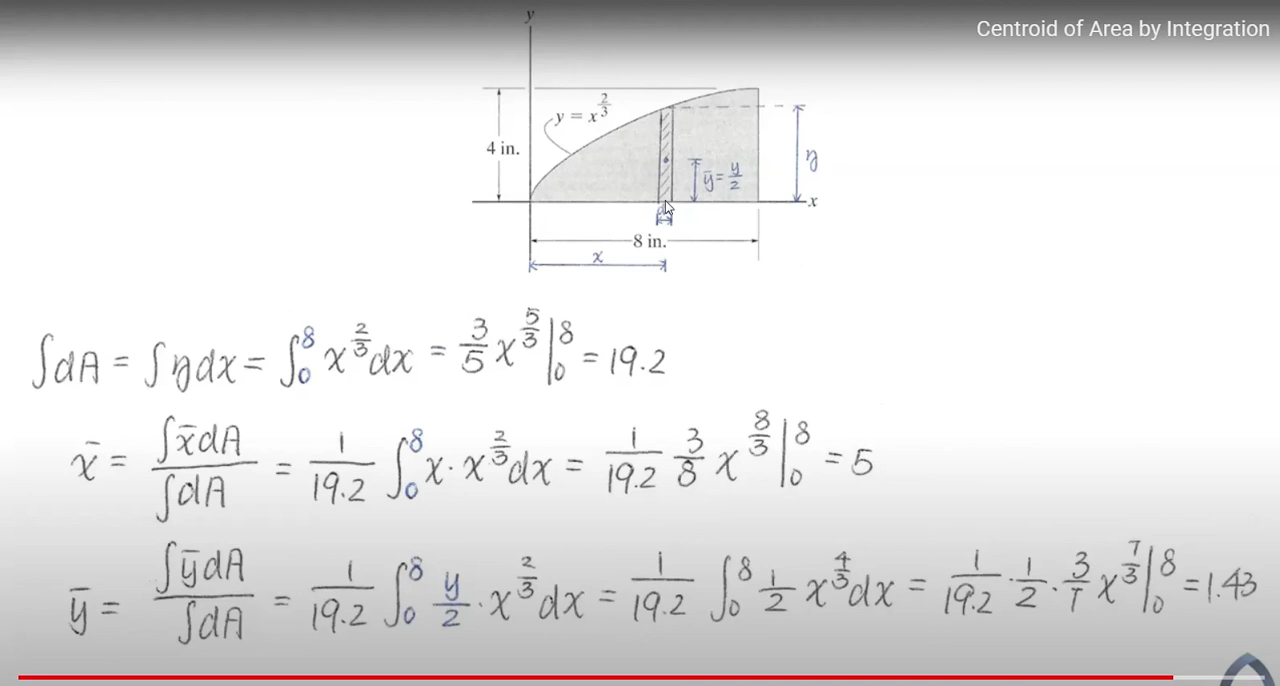 Centroid of Area by Integration
y
y = x^{2/3}
4 in.
ȳ = y/2
y
x
8 in.
x
∫dA = ∫ydx = ∫₀⁸ x^{2/3}dx = 3/5 x^{5/3} |₀⁸ = 19.2
x̄ = ∫x̄dA / ∫dA = 1/19.2 ∫₀⁸ x · x^{2/3}dx = 1/19.2 3/8 x^{8/3} |₀⁸ = 5
ȳ = ∫ȳdA / ∫dA = 1/19.2 ∫₀⁸ y/2 · x^{2/3}dx = 1/19.2 ∫₀⁸ 1/2 x^{4/3}dx = 1/19.2 · 1/2 · 3/7 x^{7/3} |₀⁸ = 1.43